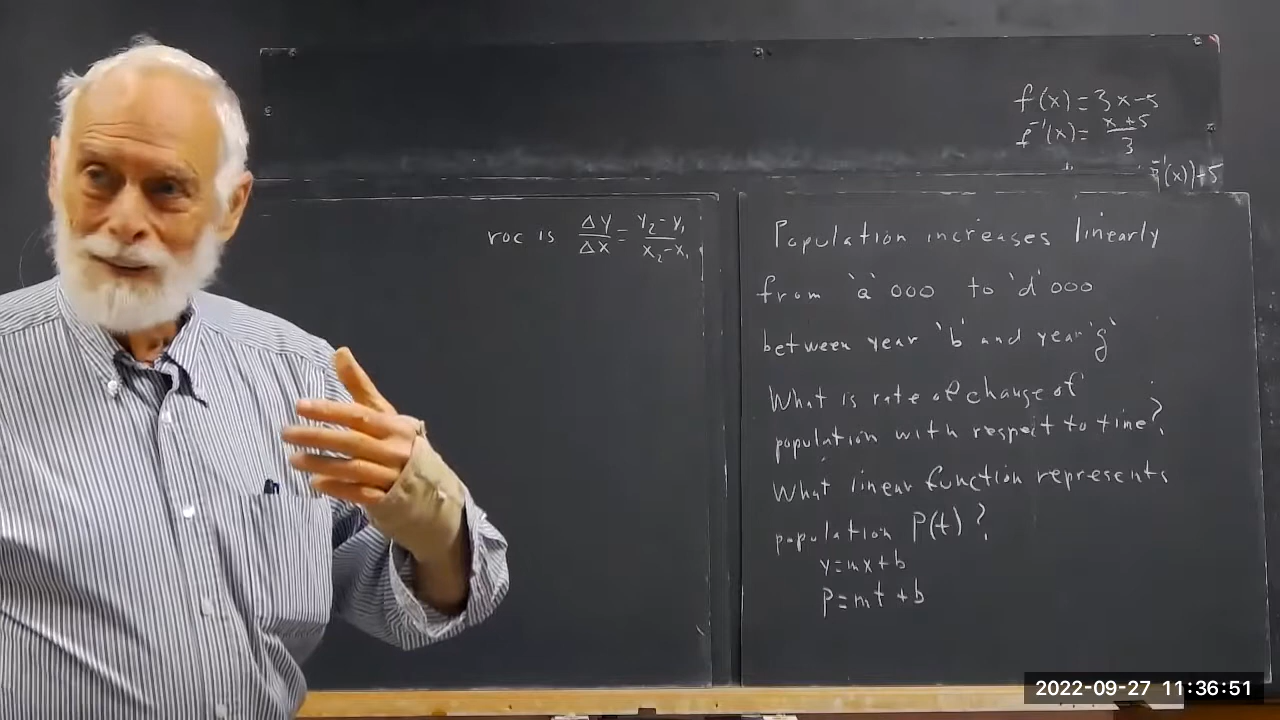 f(x)=3x-5
f⁻¹(x)= x+5/3
⁻¹(x))+5
roc is ΔY/ΔX = Y₂-Y₁/X₂-X₁
Population increases linearly
from 'a' 000 to 'd' 000
between year 'b' and year 'g'
What is rate of change of
population with respect to time?
What linear function represents
population P(t)?
y=mx+b
P=mt+b
2022-09-27 11:36:51